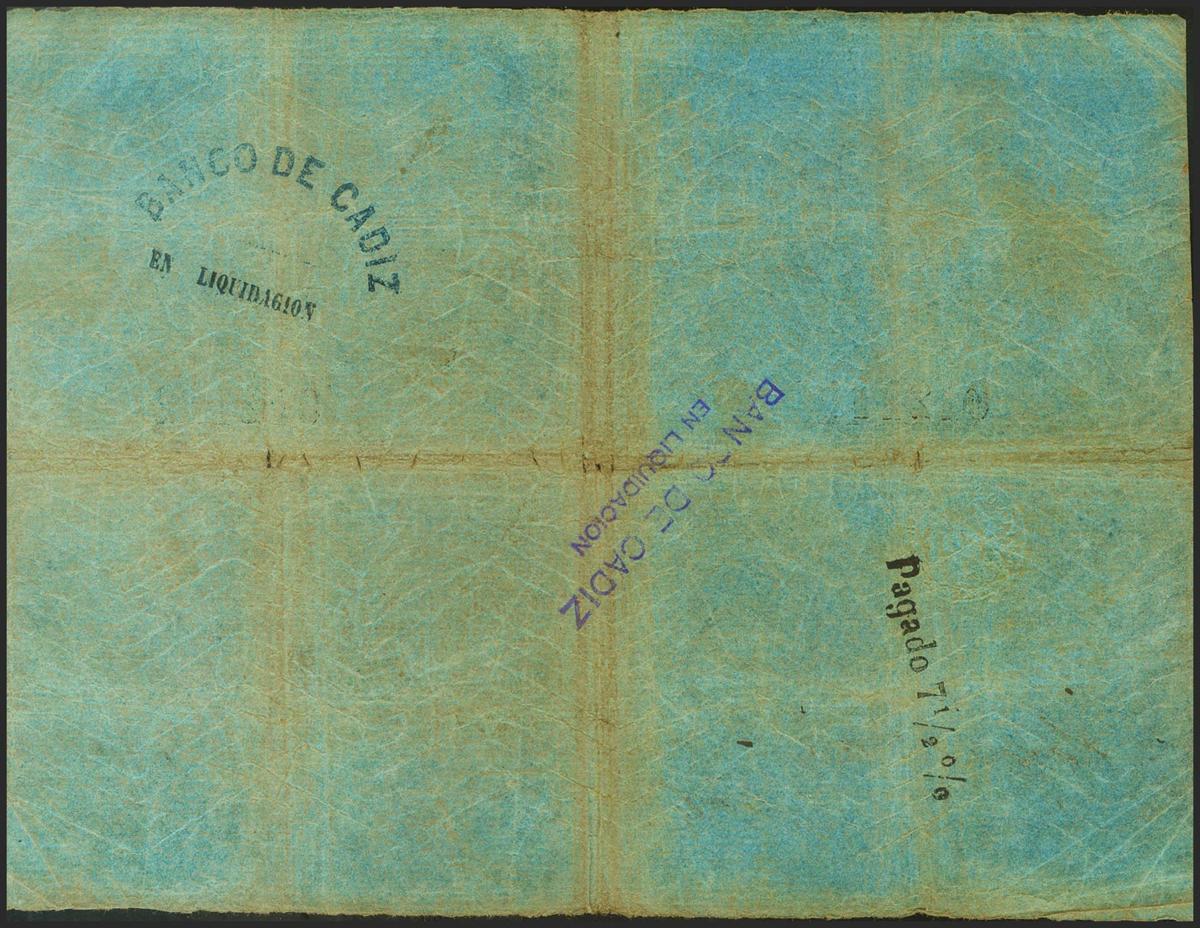 BANCO DE CADIZ
EN LIQUIDACION
BANCO DE CADIZ
EN LIQUIDACION
Pagado 7 1/2 %